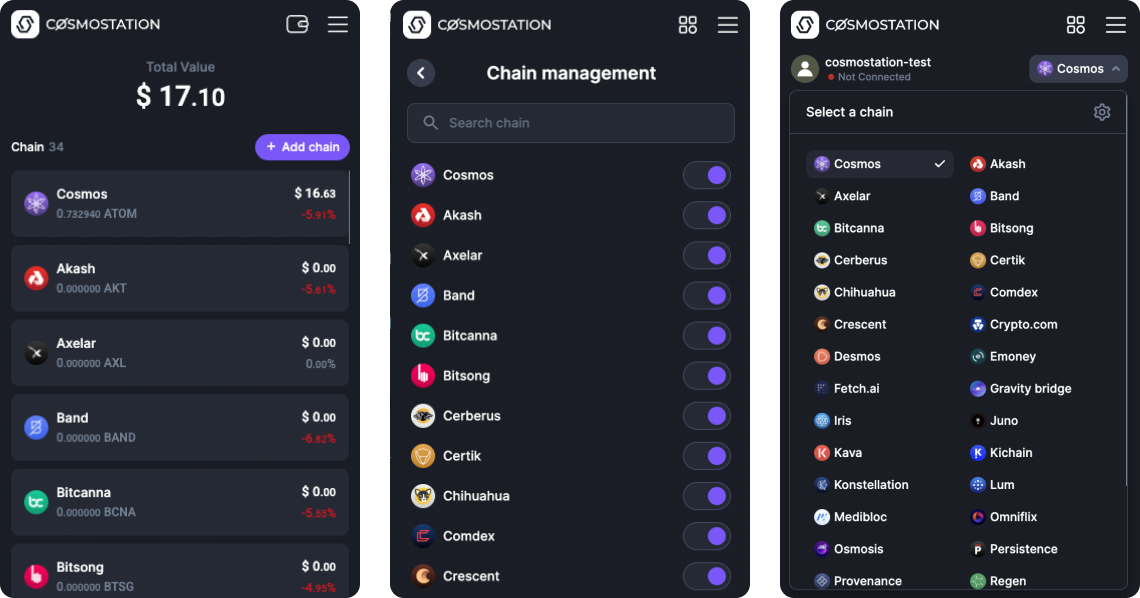 CØSMOSTATION
Total Value
$ 17.10
Chain 34
+ Add chain
Cosmos
$ 16.63
0.732940 ATOM
-5.91%
Akash
$ 0.00
0.000000 AKT
-5.61%
Axelar
$ 0.00
0.000000 AXL
0.00%
Band
$ 0.00
0.000000 BAND
-6.82%
Bitcanna
$ 0.00
0.000000 BCNA
-5.55%
Bitsong
$ 0.00
0.000000 BTSG
-4.95%
CØSMOSTATION
Chain management
Search chain
Cosmos
Akash
Axelar
Band
Bitcanna
Bitsong
Cerberus
Certik
Chihuahua
Comdex
Crescent
CØSMOSTATION
cosmostation-test
Not Connected
Cosmos
Select a chain
Cosmos
Akash
Axelar
Band
Bitcanna
Bitsong
Cerberus
Certik
Chihuahua
Comdex
Crescent
Crypto.com
Desmos
Emoney
Fetch.ai
Gravity bridge
Iris
Juno
Kava
Kichain
Konstellation
Lum
Medibloc
Omniflix
Osmosis
Persistence
Provenance
Regen